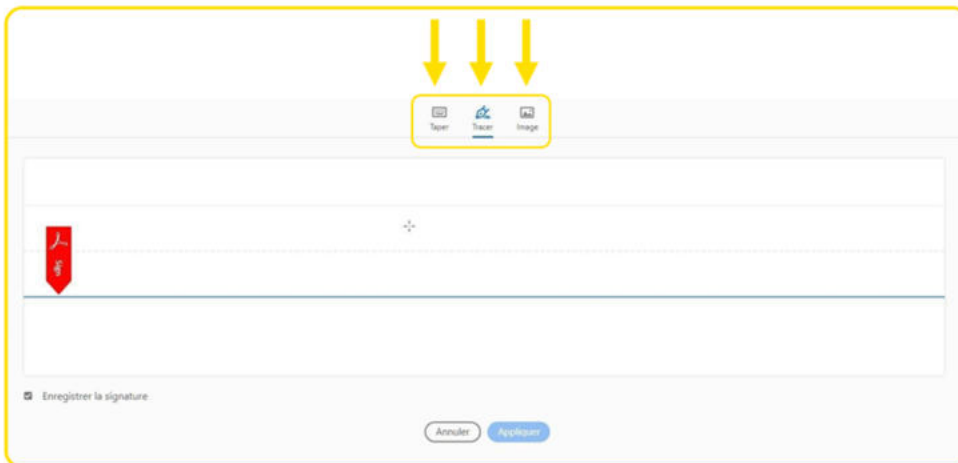 Taper Tracer Image
Sign
Enregistrer la signature
Annuler Appliquer